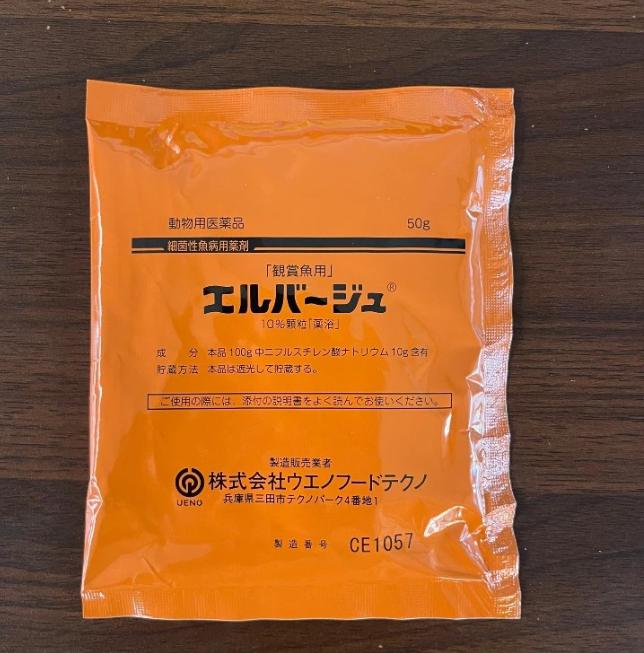 動物用医薬品 50g
細菌性魚病用薬剤
「観賞魚用」
エルバージュ®
10%顆粒「薬浴」
成 分 本品100g中ニフルスチレン酸ナトリウム10g含有
貯蔵方法 本品は遮光して貯蔵する。
ご使用の際には、添付の説明書をよく読んでお使いください。
製造販売業者
UENO 株式会社ウエノフードテクノ
兵庫県三田市テクノパーク4番地1
製造番号 CE1057